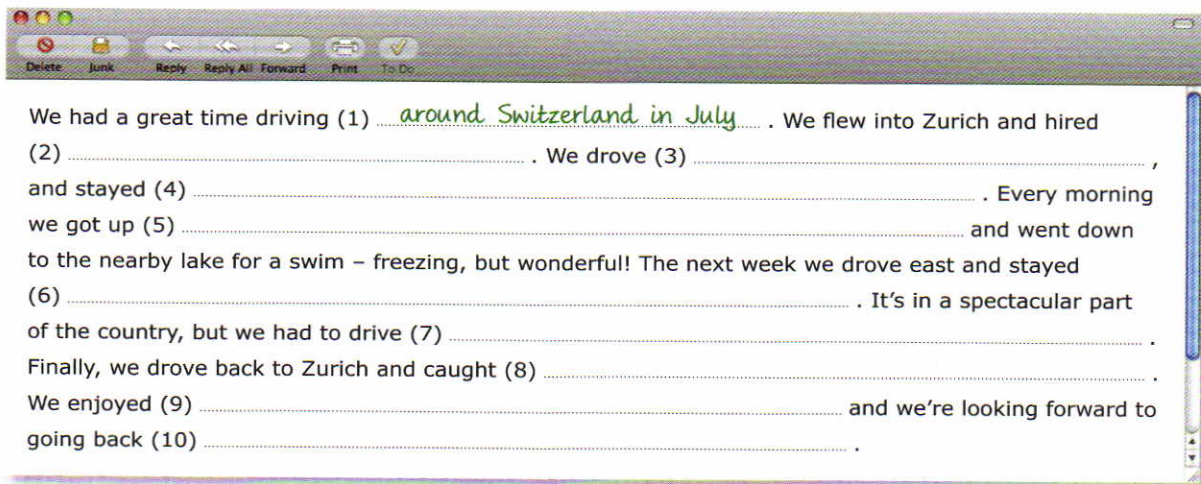 Delete Junk Reply Reply All Forward Print To Do
We had a great time driving (1) around Switzerland in July . We flew into Zurich and hired
(2) . We drove (3) ,
and stayed (4) . Every morning
we got up (5) and went down
to the nearby lake for a swim – freezing, but wonderful! The next week we drove east and stayed
(6) . It's in a spectacular part
of the country, but we had to drive (7) .
Finally, we drove back to Zurich and caught (8) .
We enjoyed (9) and we're looking forward to
going back (10) .